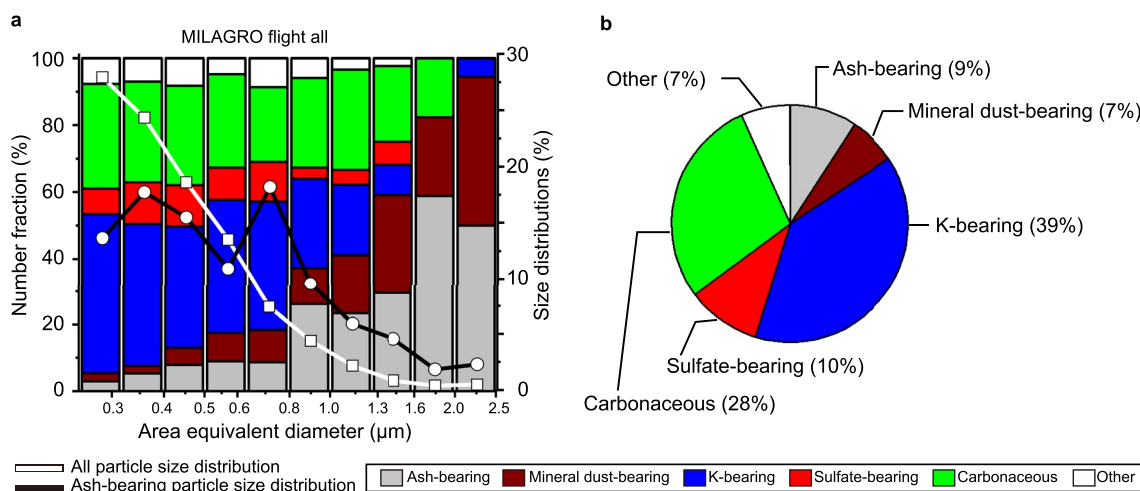 a
MILAGRO flight all
Number fraction (%)
100
80
60
40
20
0
30
20
10
0
Size distributions (%)
0.3 0.4 0.5 0.6 0.8 1.0 1.3 1.6 2.0 2.5
Area equivalent diameter (µm)
All particle size distribution
Ash-bearing particle size distribution
b
Other (7%)
Ash-bearing (9%)
Mineral dust-bearing (7%)
K-bearing (39%)
Sulfate-bearing (10%)
Carbonaceous (28%)
Ash-bearing Mineral dust-bearing K-bearing Sulfate-bearing Carbonaceous Other